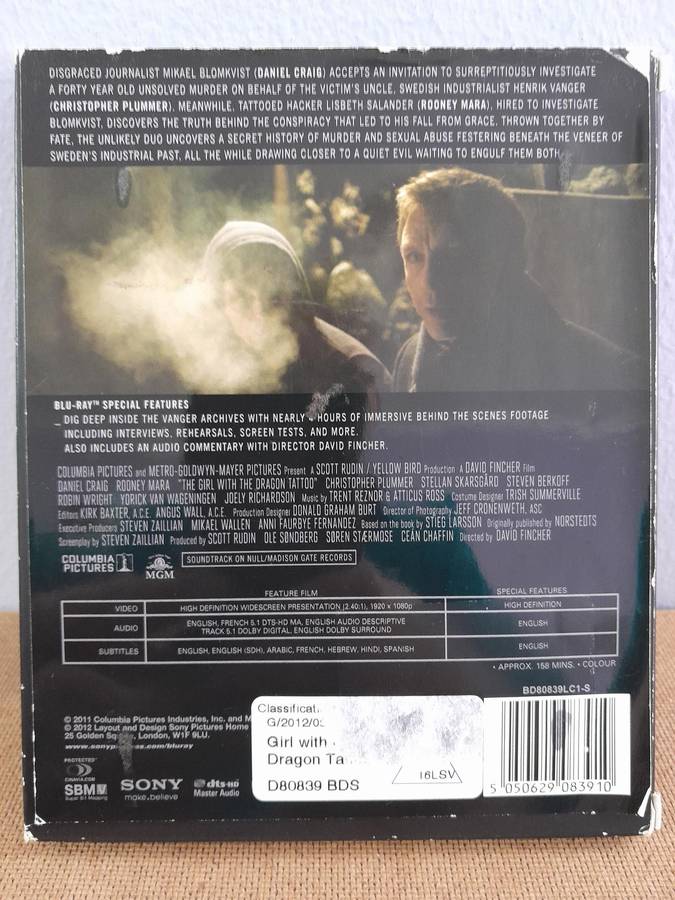 DISGRACED JOURNALIST MIKAEL BLOMKVIST (DANIEL CRAIG) ACCEPTS AN INVITATION TO SURREPTITIOUSLY INVESTIGATE
A FORTY YEAR OLD UNSOLVED MURDER ON BEHALF OF THE VICTIM'S UNCLE, SWEDISH INDUSTRIALIST HENRIK VANGER
(CHRISTOPHER PLUMMER). MEANWHILE, TATTOOED HACKER LISBETH SALANDER (ROONEY MARA), HIRED TO INVESTIGATE
BLOMKVIST, DISCOVERS THE TRUTH BEHIND THE CONSPIRACY THAT LED TO HIS FALL FROM GRACE. THROWN TOGETHER BY
FATE, THE UNLIKELY DUO UNCOVERS A SECRET HISTORY OF MURDER AND SEXUAL ABUSE FESTERING BENEATH THE VENEER OF
SWEDEN'S INDUSTRIAL PAST, ALL THE WHILE DRAWING CLOSER TO A QUIET EVIL WAITING TO ENGULF THEM BOTH.
BLU-RAY™ SPECIAL FEATURES
_ DIG DEEP INSIDE THE VANGER ARCHIVES WITH NEARLY 4 HOURS OF IMMERSIVE BEHIND THE SCENES FOOTAGE
INCLUDING INTERVIEWS, REHEARSALS, SCREEN TESTS, AND MORE.
ALSO INCLUDES AN AUDIO COMMENTARY WITH DIRECTOR DAVID FINCHER.
COLUMBIA PICTURES and METRO-GOLDWYN-MAYER PICTURES Present A SCOTT RUDIN / YELLOW BIRD Production A DAVID FINCHER Film
DANIEL CRAIG ROONEY MARA "THE GIRL WITH THE DRAGON TATTOO" CHRISTOPHER PLUMMER STELLAN SKARSGÅRD STEVEN BERKOFF
ROBIN WRIGHT YORICK VAN WAGENINGEN JOELY RICHARDSON Music by TRENT REZNOR & ATTICUS ROSS Costume Designer TRISH SUMMERVILLE
Editors KIRK BAXTER, A.C.E. ANGUS WALL, A.C.E. Production Designer DONALD GRAHAM BURT Director of Photography JEFF CRONENWETH, ASC
Executive Producers STEVEN ZAILLIAN MIKAEL WALLEN ANNI FAURBYE FERNANDEZ Based on the book by STIEG LARSSON Originally published by NORSTEDTS
Screenplay by STEVEN ZAILLIAN Produced by SCOTT RUDIN OLE SØNDBERG SØREN STÆRMOSE CEÁN CHAFFIN Directed by DAVID FINCHER
COLUMBIA PICTURES MGM SOUNDTRACK ON NULL/MADISON GATE RECORDS
FEATURE FILM SPECIAL FEATURES
VIDEO HIGH DEFINITION WIDESCREEN PRESENTATION (2.40:1), 1920 x 1080p HIGH DEFINITION
AUDIO ENGLISH, FRENCH 5.1 DTS-HD MA, ENGLISH AUDIO DESCRIPTIVE
TRACK 5.1 DOLBY DIGITAL, ENGLISH DOLBY SURROUND ENGLISH
SUBTITLES ENGLISH, ENGLISH (SDH), ARABIC, FRENCH, HEBREW, HINDI, SPANISH ENGLISH
• APPROX. 158 MINS. • COLOUR
BD80839LC1-S
© 2011 Columbia Pictures Industries, Inc. and M
© 2012 Layout and Design Sony Pictures Home
25 Golden Sq London, W1F 9LU.
PROTECTED
CINAVIA.COM
SBMV
Super Bit Mapping
SONY
make.believe
dts-HD
Master Audio
Classificat
G/2012/0
Girl with
Dragon Ta
D80839 BDS
16LSV
5 050629 083910